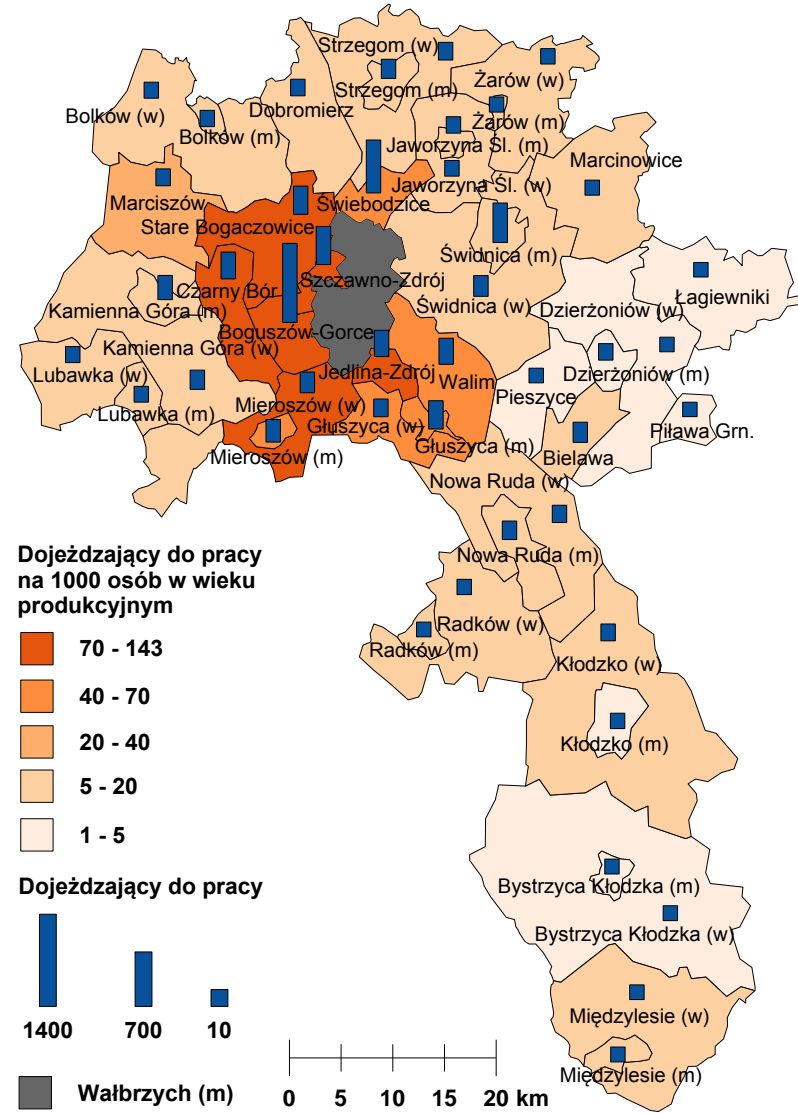 Strzegom (w)
Strzegom (m)
Żarów (w)
Bolków (w)
Dobromierz
Bolków (m)
Żarów (m)
Jaworzyna Śl. (m)
Marcinowice
Jaworzyna Śl. (w)
Marciszów
Świebodzice
Stare Bogaczowice
Świdnica (m)
Szczawno-Zdrój
Czarny Bór
Łagiewniki
Kamienna Góra (m)
Świdnica (w)
Dzierżoniów (w)
Boguszów-Gorce
Kamienna Góra (w)
Lubawka (w)
Jedlina-Zdrój
Walim
Dzierżoniów (m)
Pieszyce
Lubawka (m)
Mieroszów (w)
Głuszyca (w)
Piława Grn.
Głuszyca (m)
Mieroszów (m)
Bielawa
Nowa Ruda (w)
Nowa Ruda (m)
Radków (w)
Radków (m)
Kłodzko (w)
Kłodzko (m)
Bystrzyca Kłodzka (m)
Bystrzyca Kłodzka (w)
Międzylesie (w)
Międzylesie (m)
Dojeżdzający do pracy
na 1000 osób w wieku
produkcyjnym
70 - 143
40 - 70
20 - 40
5 - 20
1 - 5
Dojeżdzający do pracy
1400 700 10
Wałbrzych (m)
0 5 10 15 20 km